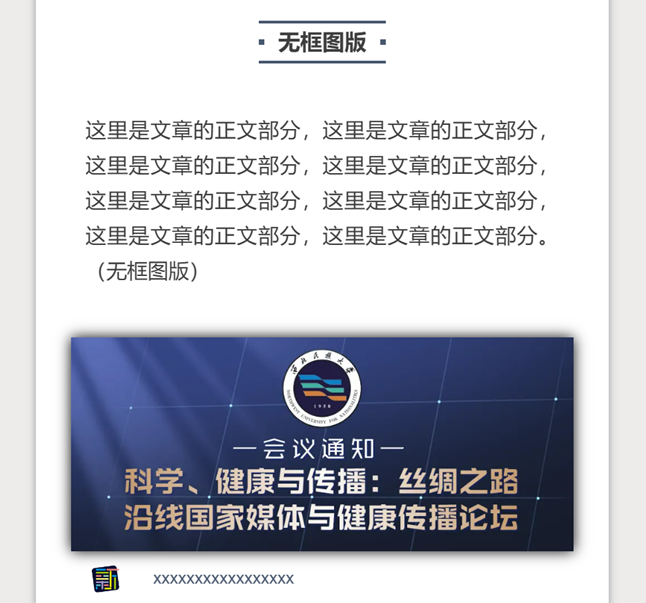 无框图版
这里是文章的正文部分，这里是文章的正文部分，
这里是文章的正文部分，这里是文章的正文部分，
这里是文章的正文部分，这里是文章的正文部分，
这里是文章的正文部分，这里是文章的正文部分。
（无框图版）
西北民族大学
NORTHWEST UNIVERSITY FOR NATIONALITIES
1950
—会议通知—
科学、健康与传播：丝绸之路
沿线国家媒体与健康传播论坛
新
xxxxxxxxxxxxxxxxx